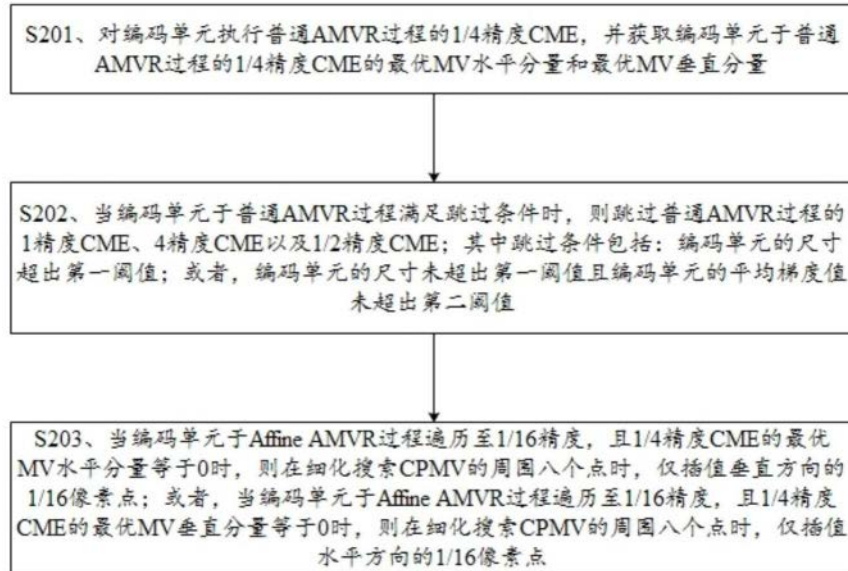 S201、对编码单元执行普通AMVR过程的1/4精度CME，并获取编码单元于普通
AMVR过程的1/4精度CME的最优MV水平分量和最优MV垂直分量
S202、当编码单元于普通AMVR过程满足跳过条件时，则跳过普通AMVR过程的
1精度CME、4精度CME以及1/2精度CME；其中跳过条件包括：编码单元的尺寸
超出第一阈值；或者，编码单元的尺寸未超出第一阈值且编码单元的平均梯度值
未超出第二阈值
S203、当编码单元于Affine AMVR过程遍历至1/16精度，且1/4精度CME的最优
MV水平分量等于0时，则在细化搜索CPMV的周围八个点时，仅插值垂直方向的
1/16像素点；或者，当编码单元于Affine AMVR过程遍历至1/16精度，且1/4精度
CME的最优MV垂直分量等于0时，则在细化搜索CPMV的周围八个点时，仅插值
水平方向的1/16像素点